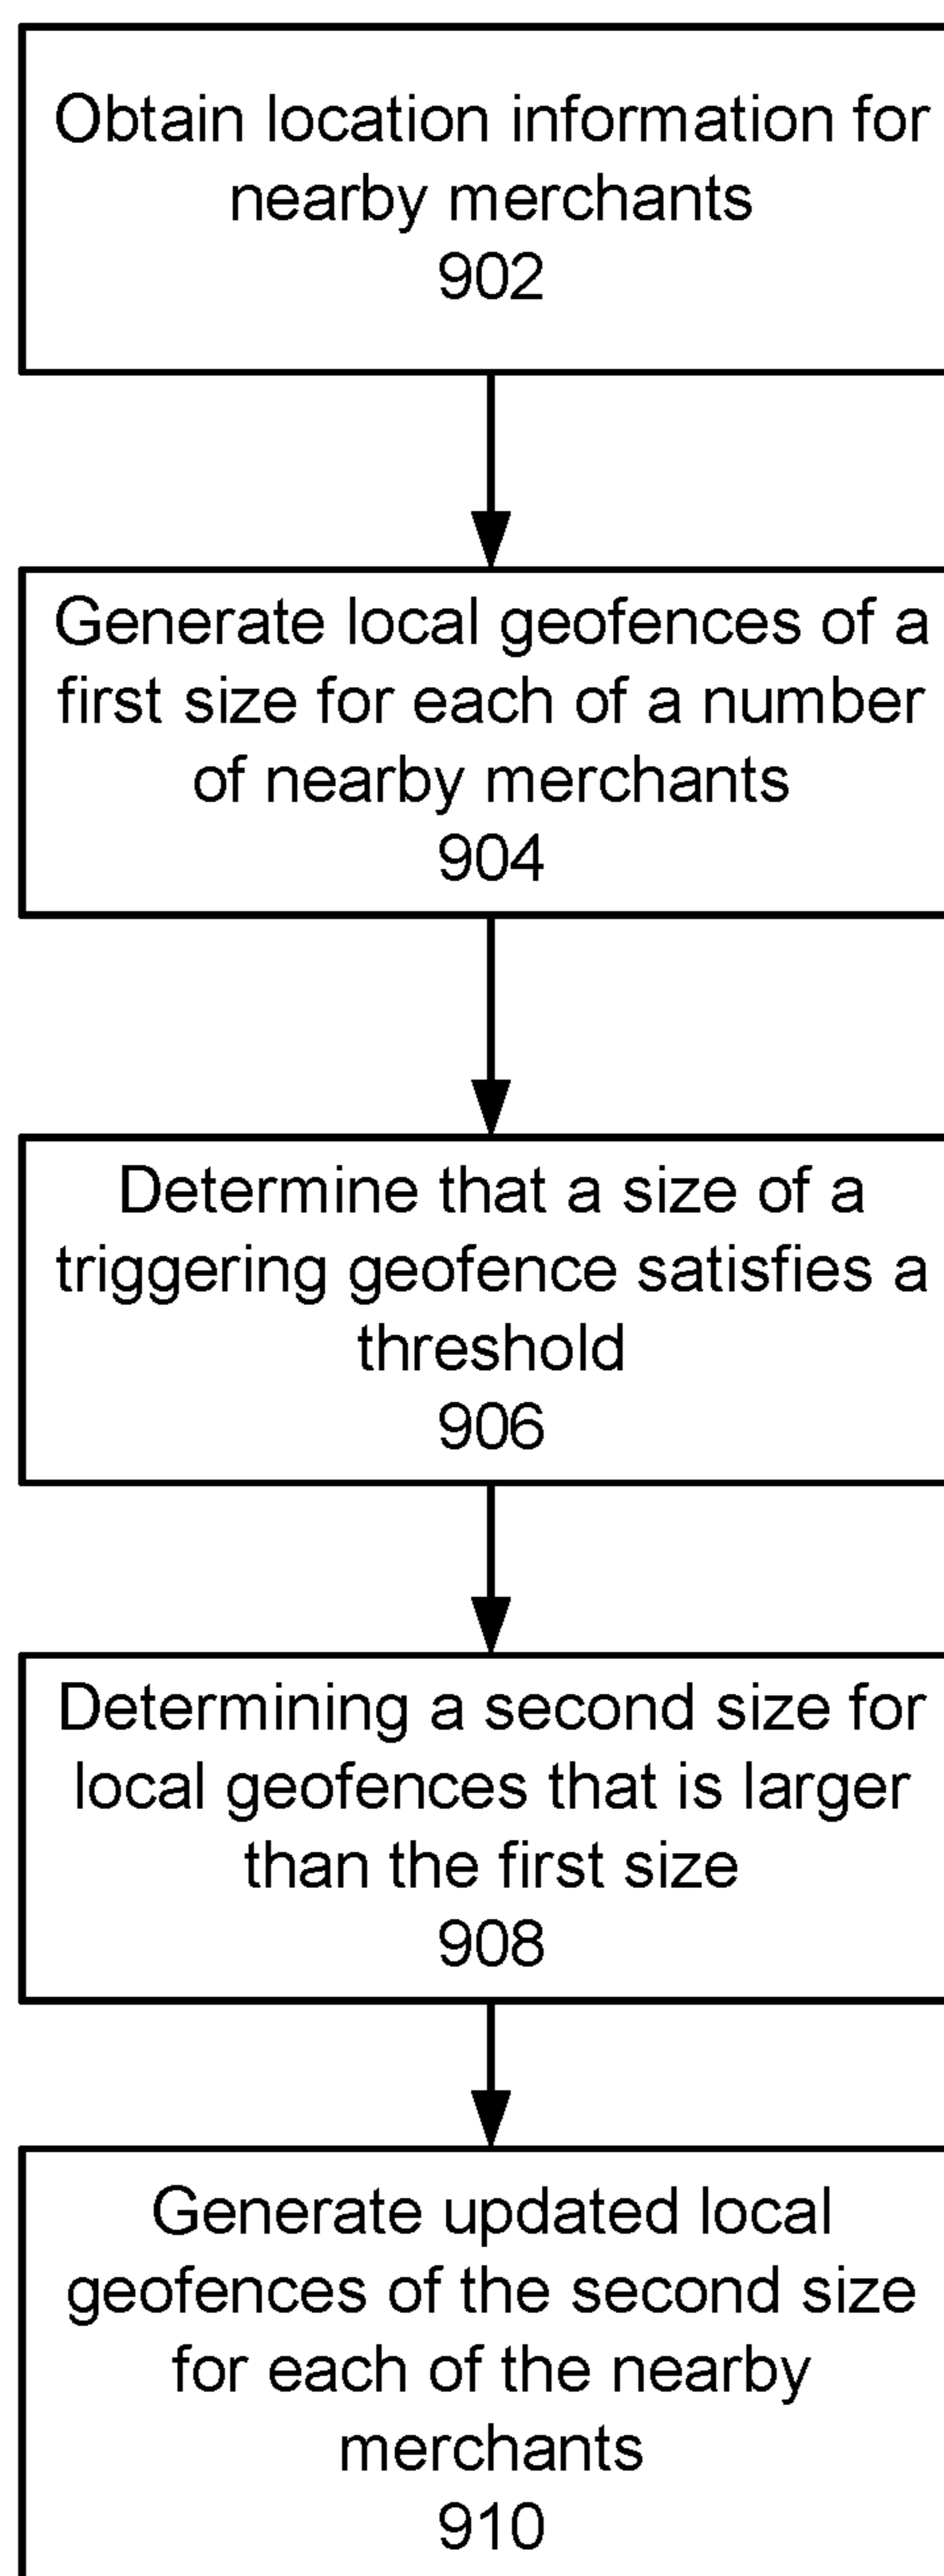 Obtain location information for
nearby merchants
902
Generate local geofences of a
first size for each of a number
of nearby merchants
904
Determine that a size of a
triggering geofence satisfies a
threshold
906
Determining a second size for
local geofences that is larger
than the first size
908
Generate updated local
geofences of the second size
for each of the nearby
merchants
910